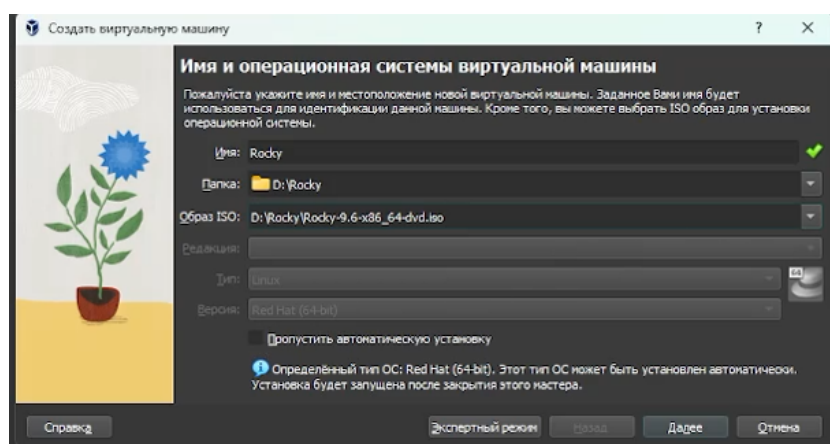 Создать виртуальную машину
?
Имя и операционная системы виртуальной машины
Пожалуйста укажите имя и местоположение новой виртуальной машины. Заданное Вами имя будет
использоваться для идентификации данной машины. Кроме того, вы можете выбрать ISO образ для установки
операционной системы.
Имя: Rocky
Папка: D:\Rocky
Образ ISO: D:\Rocky\Rocky-9.6-x86_64-dvd.iso
Редакция:
Тип: Linux
64
Версия: Red Hat (64-bit)
Пропустить автоматическую установку
Определённый тип ОС: Red Hat (64-bit). Этот тип ОС может быть установлен автоматически.
Установка будет запущена после закрытия этого мастера.
Справка Экспертный режим Назад Далее Отмена